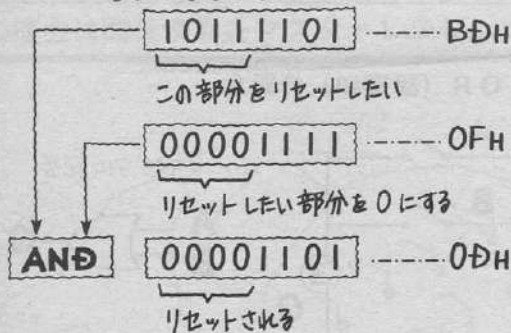 10111101 BDH
この部分をリセットしたい
00001111 0FH
リセットしたい部分を0にする
AND 00001101 0DH
リセットされる